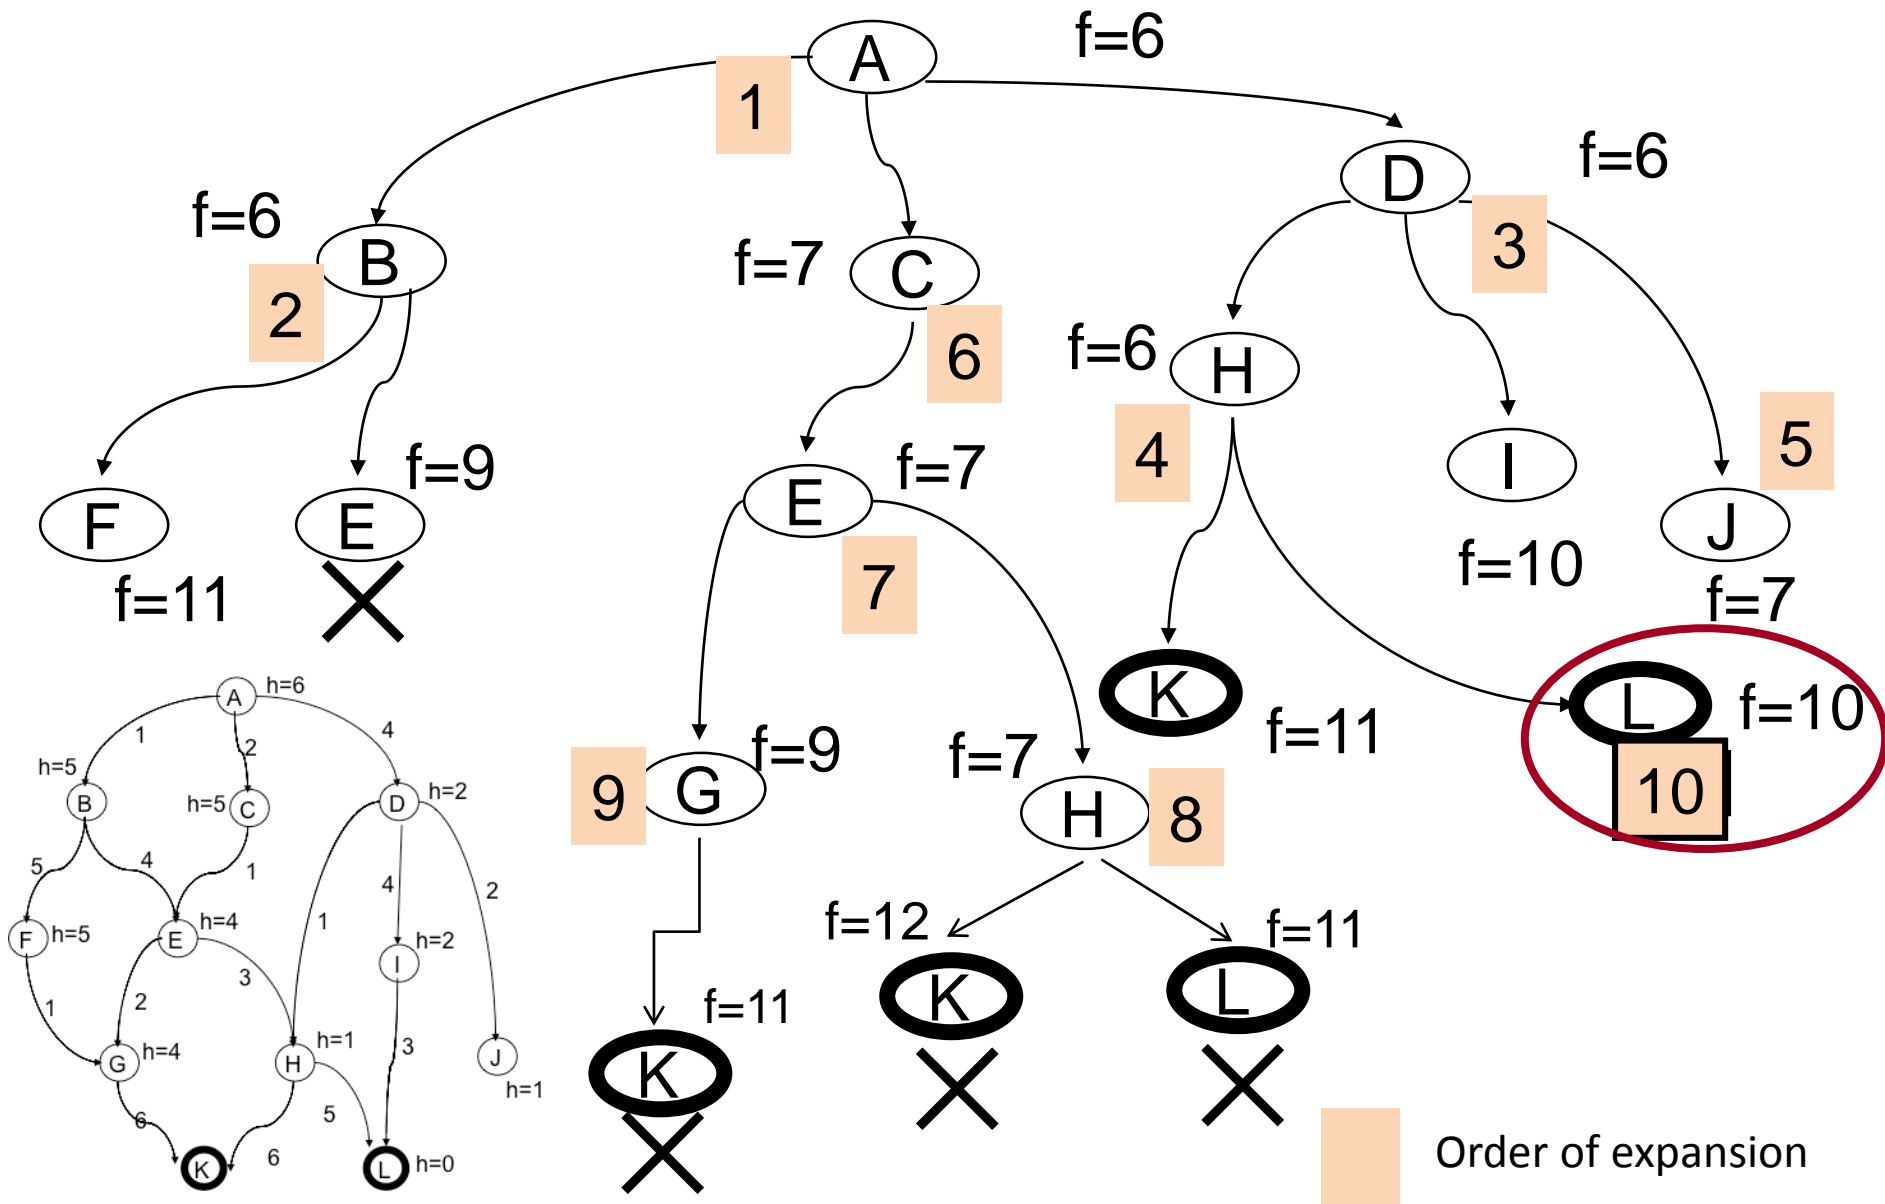 A
f=6
1
D
f=6
f=6
B
2
f=7
C
3
6
f=6
H
4
5
F
f=11
f=9
E
E
f=7
7
I
f=10
J
f=7
K
f=11
L
f=10
10
9
G
f=9
f=7
H
8
f=12
K
f=11
L
f=11
K
A
h=6
1
2
4
h=5
B
h=5
C
D
h=2
5
4
1
1
4
2
F
h=5
E
h=4
I
h=2
1
2
3
G
h=4
H
h=1
3
J
h=1
6
6
5
K
L
h=0
Order of expansion